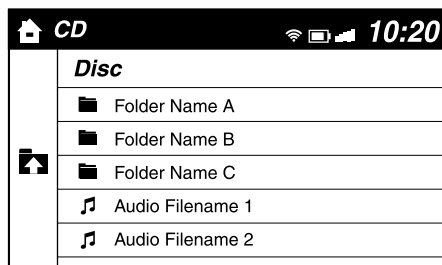 CD 10:20
Disc
Folder Name A
Folder Name B
Folder Name C
Audio Filename 1
Audio Filename 2